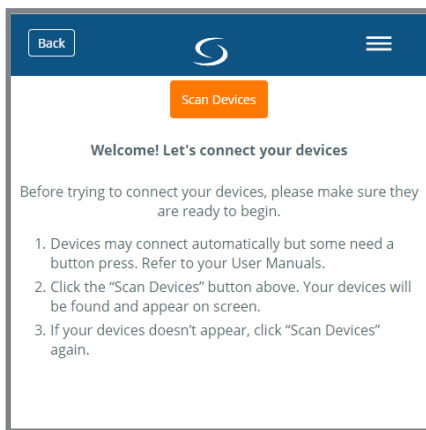 Back
Scan Devices
Welcome! Let's connect your devices
Before trying to connect your devices, please make sure they
are ready to begin.
1. Devices may connect automatically but some need a
button press. Refer to your User Manuals.
2. Click the “Scan Devices” button above. Your devices will
be found and appear on screen.
3. If your devices doesn’t appear, click “Scan Devices”
again.